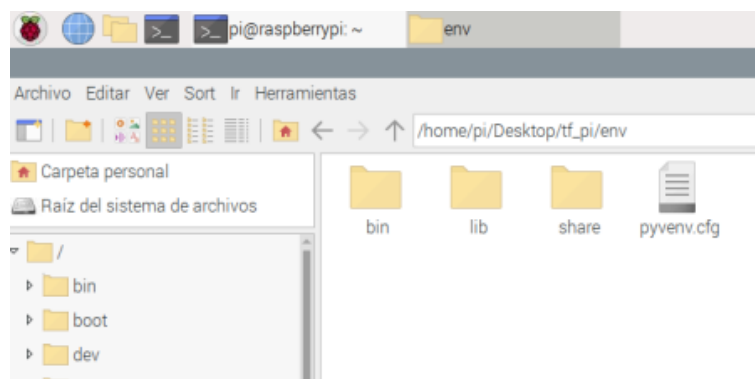 pi@raspberrypi: ~ env
Archivo Editar Ver Sort Ir Herramientas
/home/pi/Desktop/tf_pi/env
Carpeta personal
Raíz del sistema de archivos
bin lib share pyvenv.cfg
/
bin
boot
dev